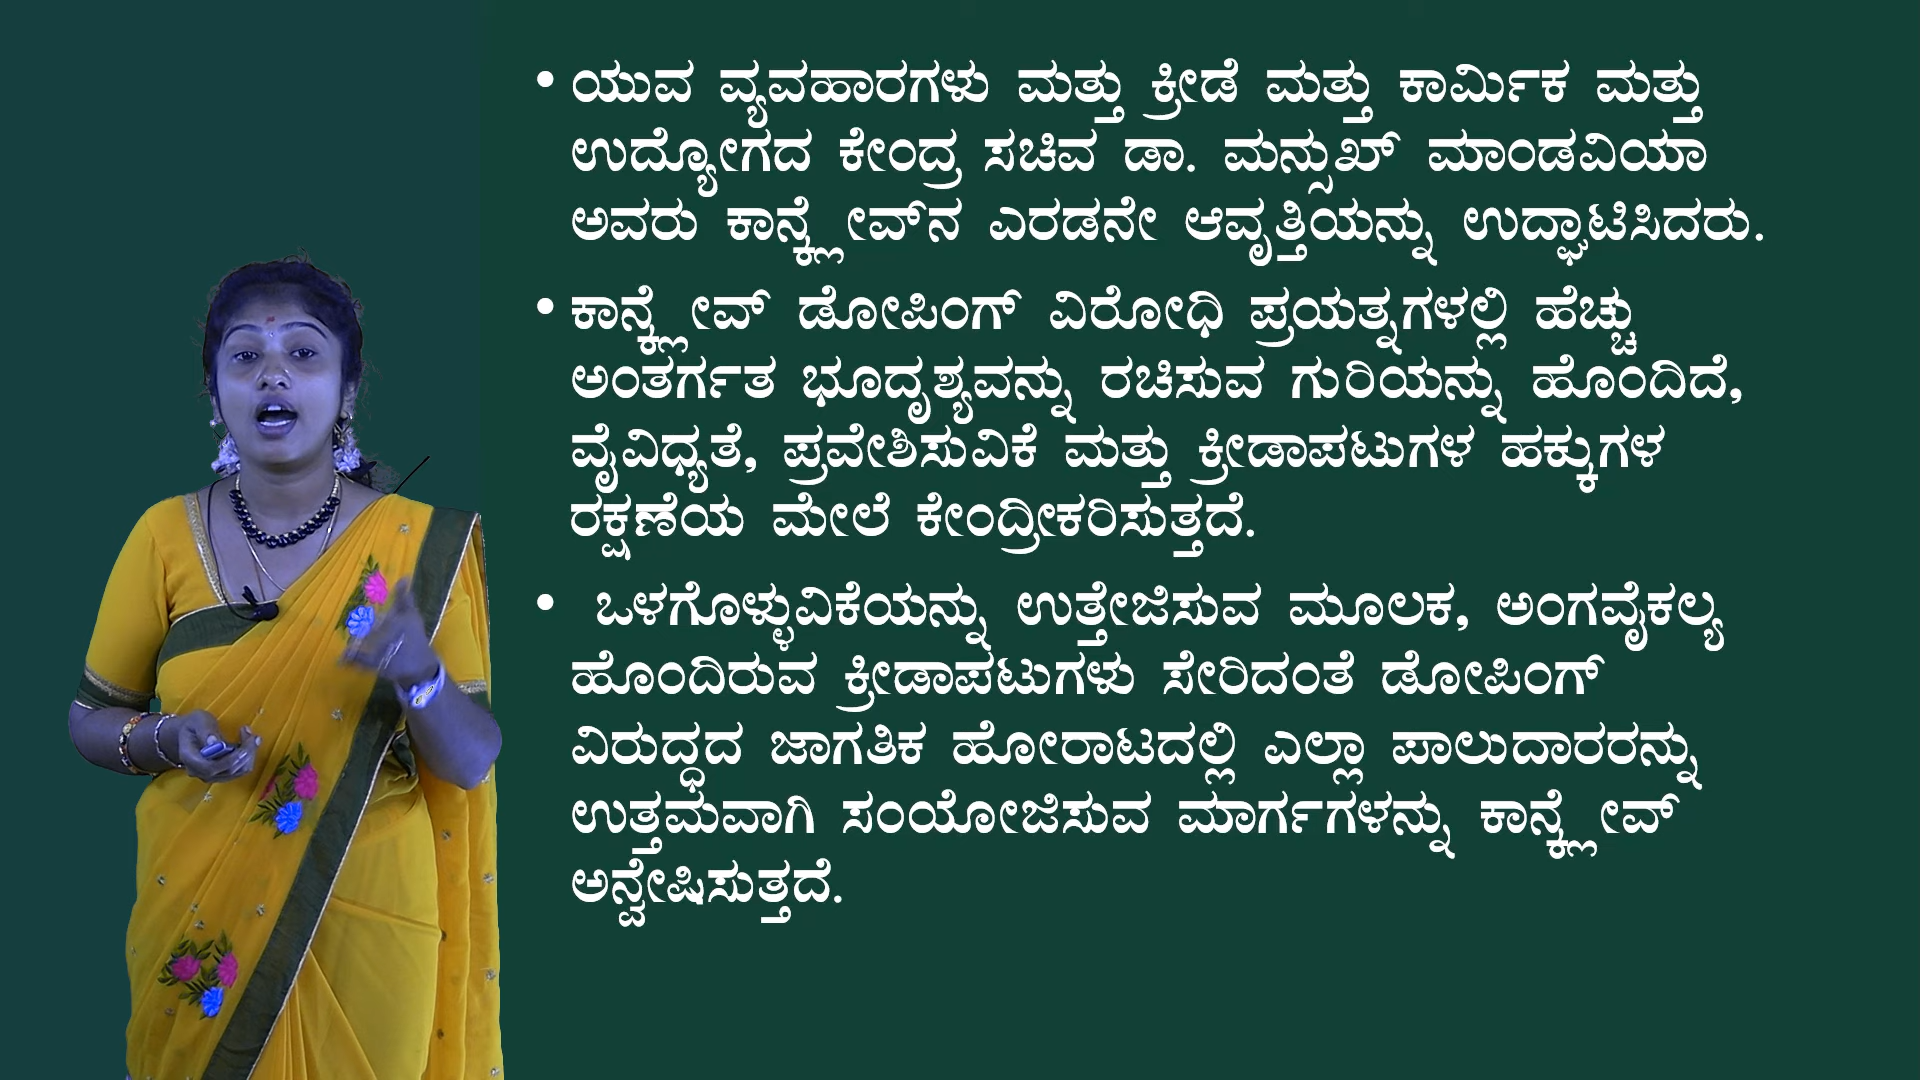 • ಯುವ ವ್ಯವಹಾರಗಳು ಮತ್ತು ಕ್ರೀಡೆ ಮತ್ತು ಕಾರ್ಮಿಕ ಮತ್ತು
ಉದ್ಯೋಗದ ಕೇಂದ್ರ ಸಚಿವ ಡಾ. ಮನ್ಸುಖ್ ಮಾಂಡವಿಯಾ
ಅವರು ಕಾನ್ಕ್ಲೇವ್‌ನ ಎರಡನೇ ಆವೃತ್ತಿಯನ್ನು ಉದ್ಘಾಟಿಸಿದರು.
• ಕಾನ್ಕ್ಲೇವ್ ಡೋಪಿಂಗ್ ವಿರೋಧಿ ಪ್ರಯತ್ನಗಳಲ್ಲಿ ಹೆಚ್ಚು
ಅಂತರ್ಗತ ಭೂದೃಶ್ಯವನ್ನು ರಚಿಸುವ ಗುರಿಯನ್ನು ಹೊಂದಿದೆ,
ವೈವಿಧ್ಯತೆ, ಪ್ರವೇಶಿಸುವಿಕೆ ಮತ್ತು ಕ್ರೀಡಾಪಟುಗಳ ಹಕ್ಕುಗಳ
ರಕ್ಷಣೆಯ ಮೇಲೆ ಕೇಂದ್ರೀಕರಿಸುತ್ತದೆ.
• ಒಳಗೊಳ್ಳುವಿಕೆಯನ್ನು ಉತ್ತೇಜಿಸುವ ಮೂಲಕ, ಅಂಗವೈಕಲ್ಯ
ಹೊಂದಿರುವ ಕ್ರೀಡಾಪಟುಗಳು ಸೇರಿದಂತೆ ಡೋಪಿಂಗ್
ವಿರುದ್ಧದ ಜಾಗತಿಕ ಹೋರಾಟದಲ್ಲಿ ಎಲ್ಲಾ ಪಾಲುದಾರರನ್ನು
ಉತ್ತಮವಾಗಿ ಸಂಯೋಜಿಸುವ ಮಾರ್ಗಗಳನ್ನು ಕಾನ್ಕ್ಲೇವ್
ಅನ್ವೇಷಿಸುತ್ತದೆ.